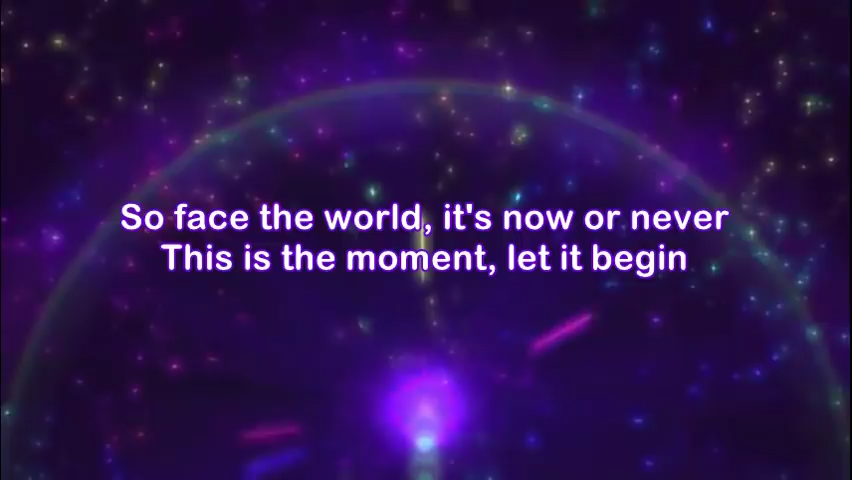 So face the world, it's now or never
This is the moment, let it begin